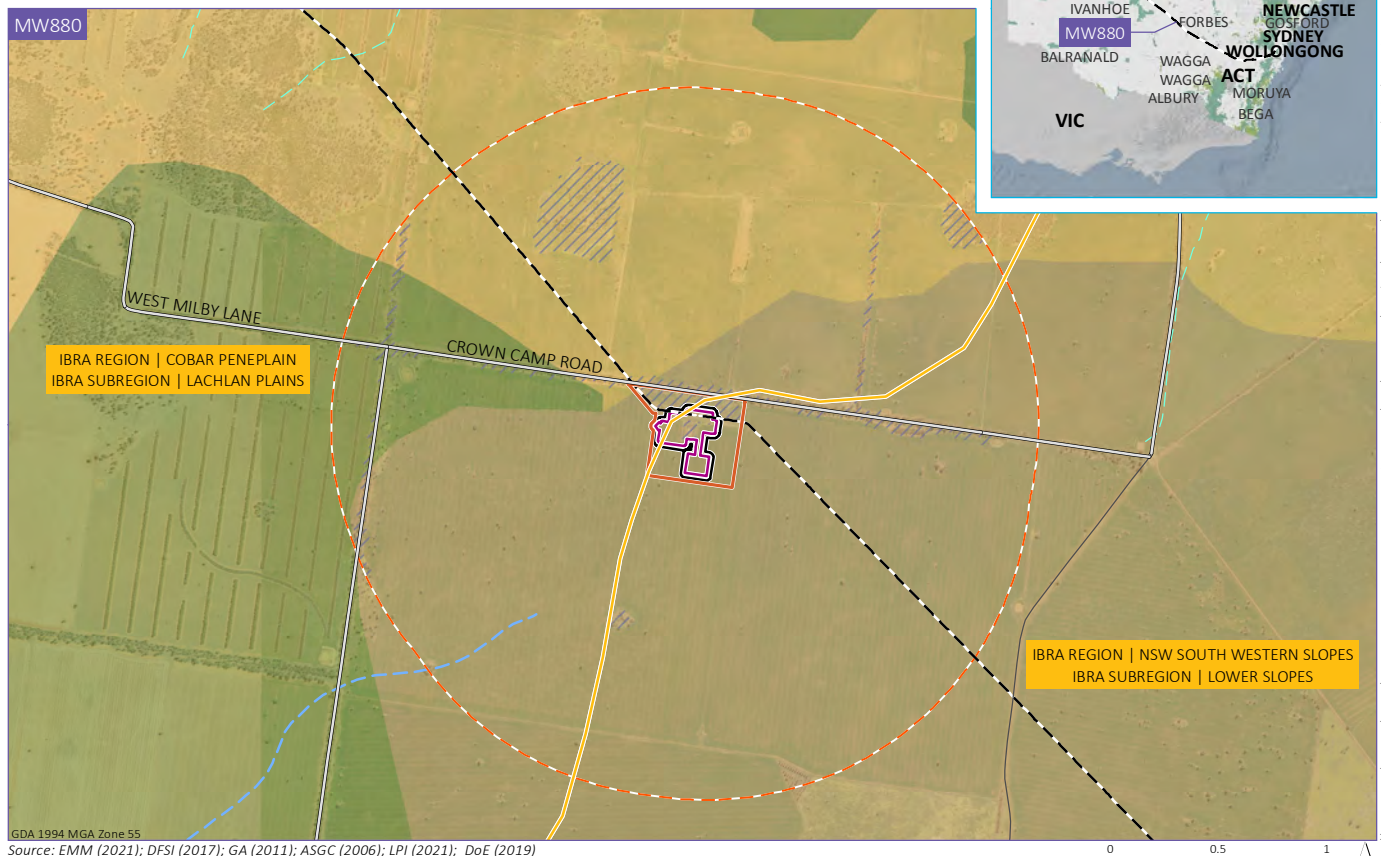 MW880
IVANHOE
NEWCASTLE
FORBES
GOSFORD
MW880
SYDNEY
WOLLONGONG
BALRANALD
WAGGA
WAGGA
ACT
ALBURY
MORUYA
BEGA
VIC
WEST MILBY LANE
CROWN CAMP ROAD
IBRA REGION | COBAR PENEPLAIN
IBRA SUBREGION | LACHLAN PLAINS
IBRA REGION | NSW SOUTH WESTERN SLOPES
IBRA SUBREGION | LOWER SLOPES
GDA 1994 MGA Zone 55
Source: EMM (2021); DFSI (2017); GA (2011); ASGC (2006); LPI (2021); DoE (2019)
0 0.5 1